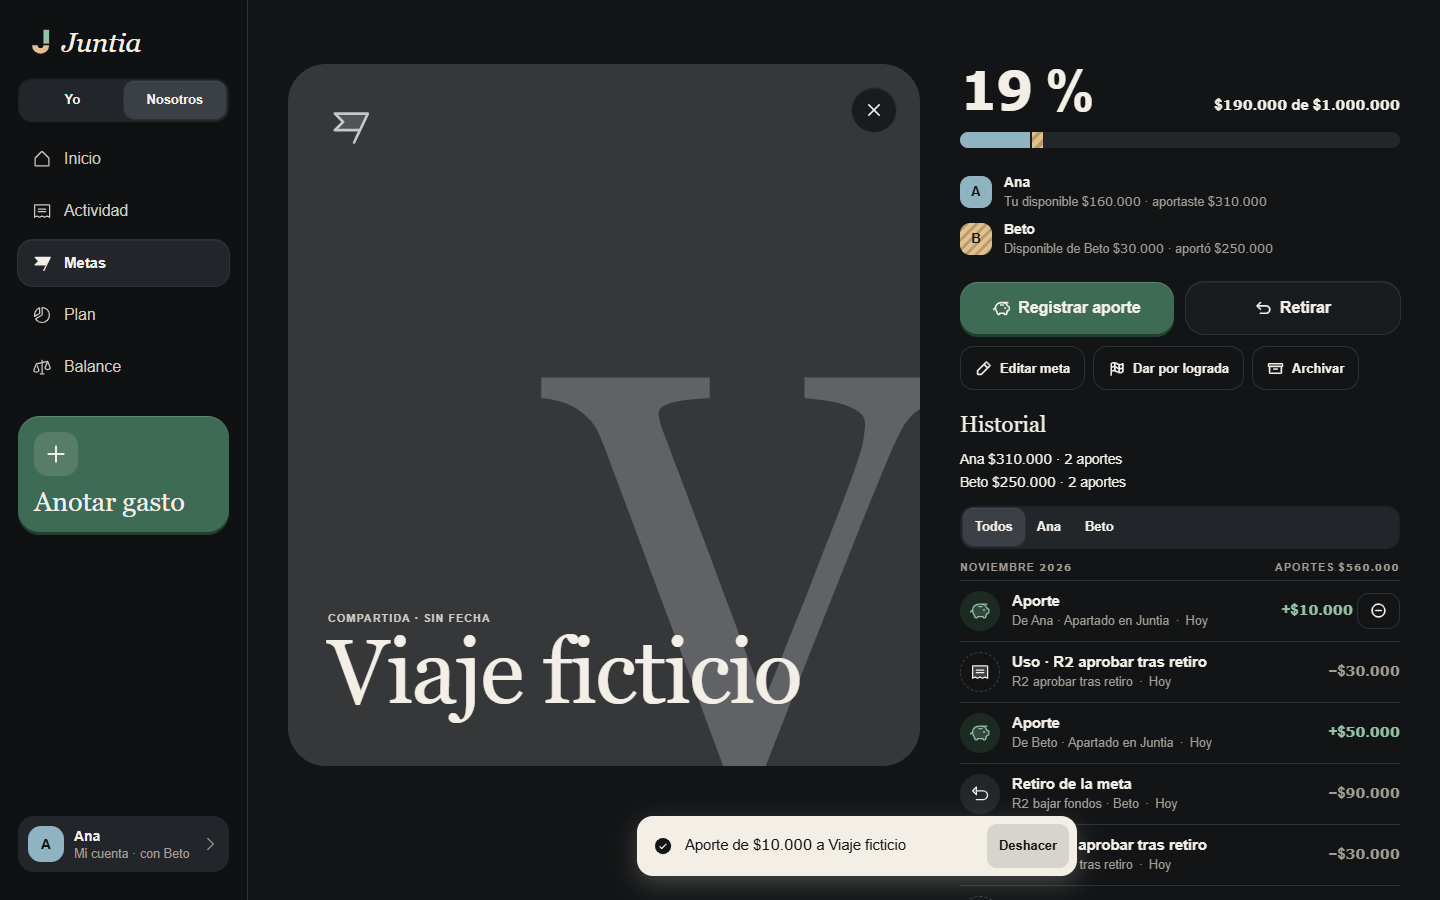 Juntia
Yo
Nosotros
Inicio
Actividad
Metas
Plan
Balance
Anotar gasto
A
Ana
Mi cuenta · con Beto
COMPARTIDA · SIN FECHA
Viaje ficticio
V
19 %
$190.000 de $1.000.000
A
Ana
Tu disponible $160.000 · aportaste $310.000
B
Beto
Disponible de Beto $30.000 · aportó $250.000
Registrar aporte
Retirar
Editar meta
Dar por lograda
Archivar
Historial
Ana $310.000 · 2 aportes
Beto $250.000 · 2 aportes
Todos
Ana
Beto
NOVIEMBRE 2026
APORTES $560.000
Aporte
De Ana · Apartado en Juntia · Hoy
+$10.000
Uso · R2 aprobar tras retiro
R2 aprobar tras retiro · Hoy
−$30.000
Aporte
De Beto · Apartado en Juntia · Hoy
+$50.000
Retiro de la meta
R2 bajar fondos · Beto · Hoy
−$90.000
aprobar tras retiro
tras retiro · Hoy
−$30.000
Aporte de $10.000 a Viaje ficticio
Deshacer